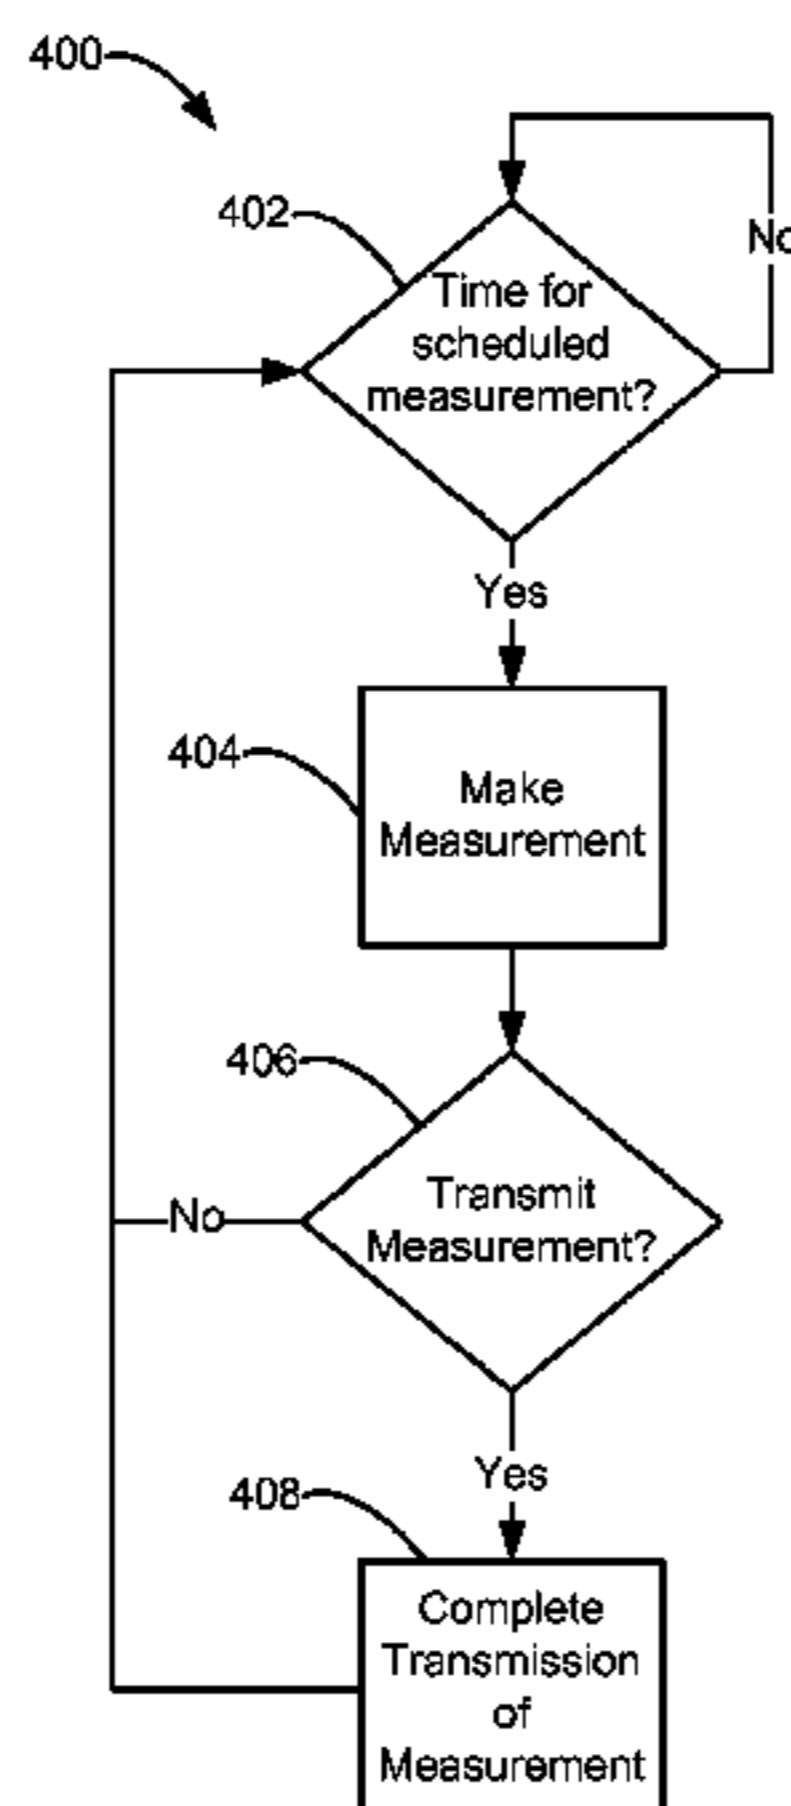 400
402
No
Time for
scheduled
measurement?
Yes
404
Make
Measurement
406
Transmit
Measurement?
No
Yes
408
Complete
Transmission
of
Measurement